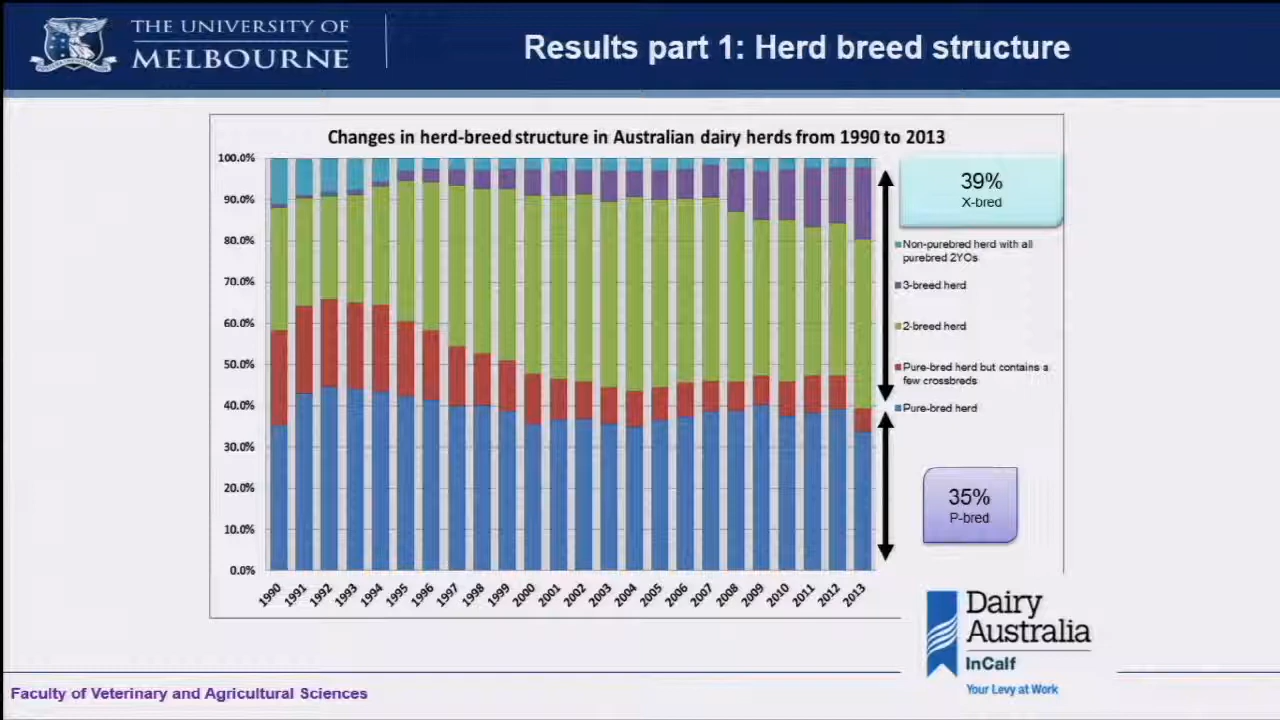 THE UNIVERSITY OF
MELBOURNE
Results part 1: Herd breed structure
Changes in herd-breed structure in Australian dairy herds from 1990 to 2013
100.0%
90.0%
80.0%
70.0%
60.0%
50.0%
40.0%
30.0%
20.0%
10.0%
0.0%
1990 1991 1992 1993 1994 1995 1996 1997 1998 1999 2000 2001 2002 2003 2004 2005 2006 2007 2008 2009 2010 2011 2012 2013
39%
X-bred
Non-purebred herd with all
purebred 2YOs
3-breed herd
2-breed herd
Pure-bred herd but contains a
few crossbreds
Pure-bred herd
35%
P-bred
Dairy
Australia
InCalf
Your Levy at Work
Faculty of Veterinary and Agricultural Sciences